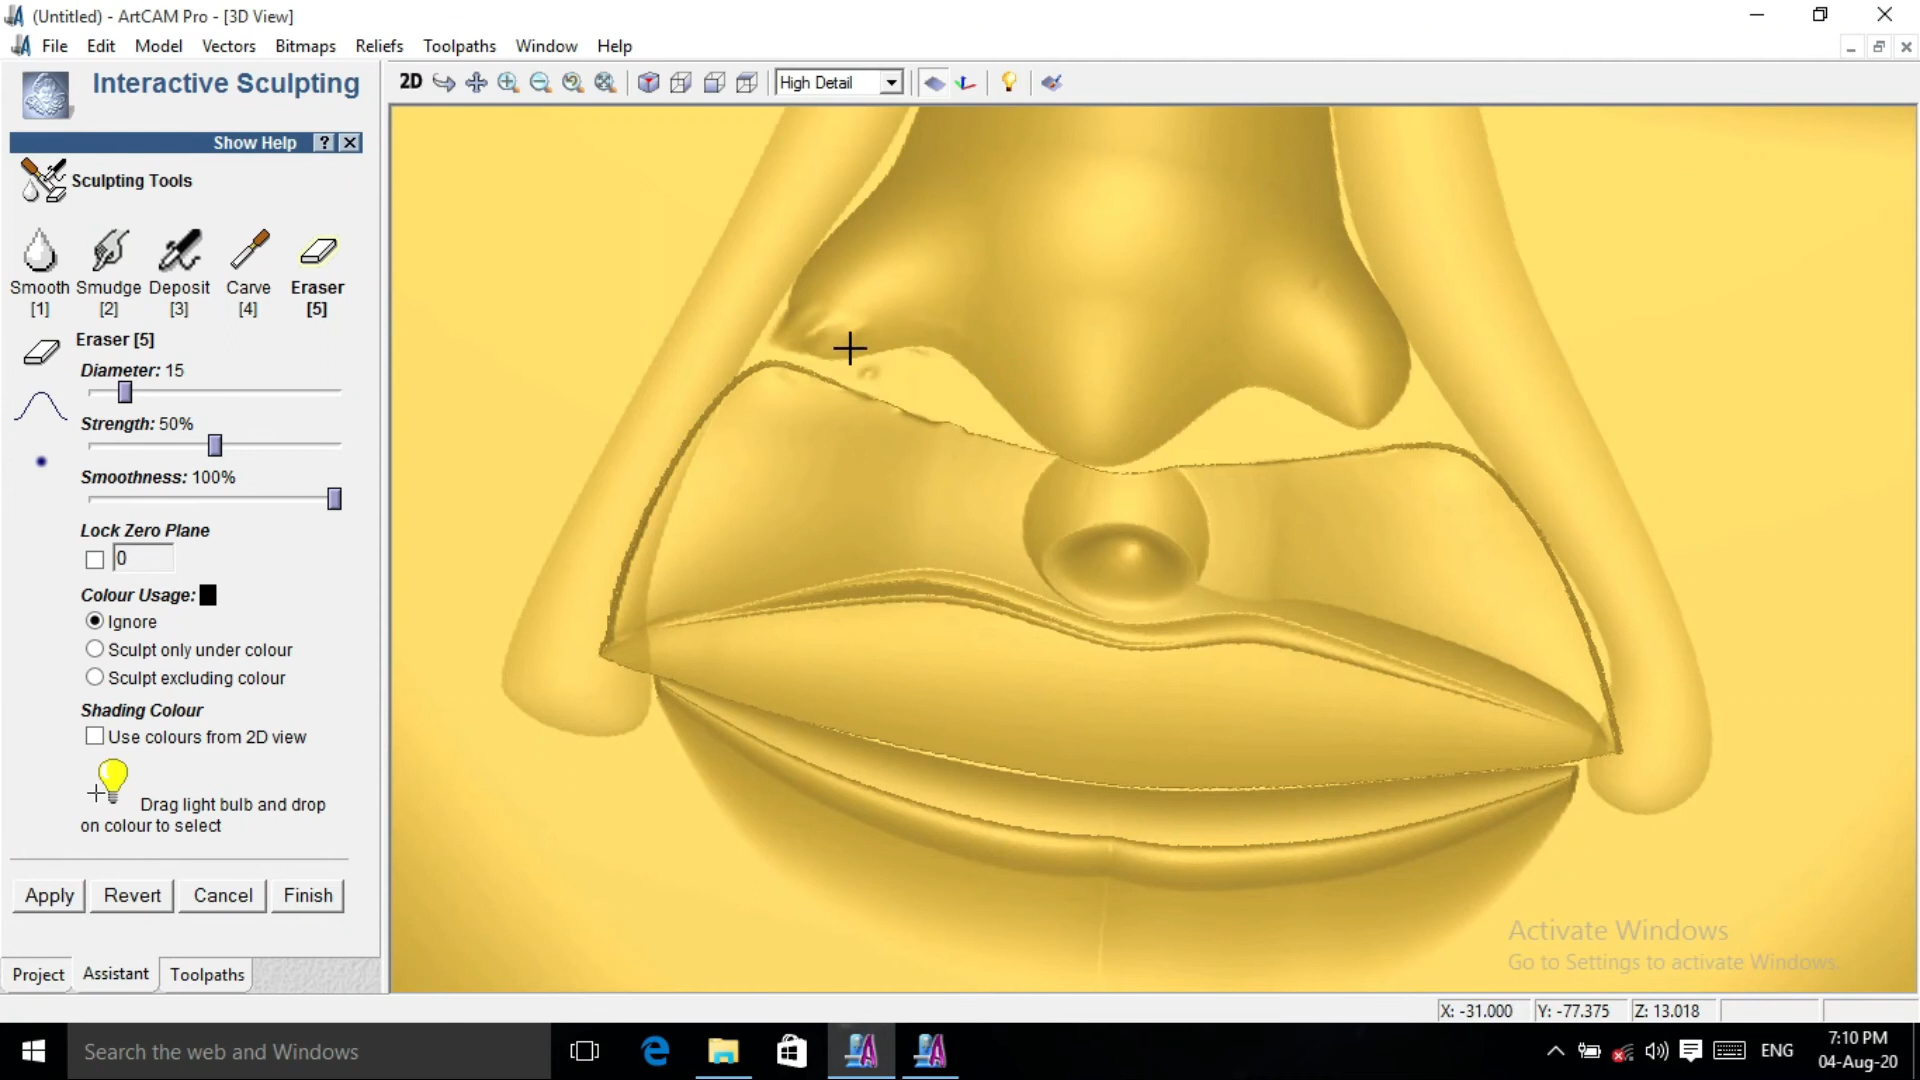 (Untitled) - ArtCAM Pro - [3D View]
File Edit Model Vectors Bitmaps Reliefs Toolpaths Window Help
Interactive Sculpting
2D
High Detail
Show Help ?
Sculpting Tools
Smooth Smudge Deposit Carve Eraser
[1] [2] [3] [4] [5]
Eraser [5]
Diameter: 15
Strength: 50%
Smoothness: 100%
Lock Zero Plane
0
Colour Usage:
Ignore
Sculpt only under colour
Sculpt excluding colour
Shading Colour
Use colours from 2D view
Drag light bulb and drop
on colour to select
Apply Revert Cancel Finish
Activate Windows
Go to Settings to activate Windows.
Project Assistant Toolpaths
X: -31.000 Y: -77.375 Z: 13.018
Search the web and Windows
ENG
7:10 PM
04-Aug-20